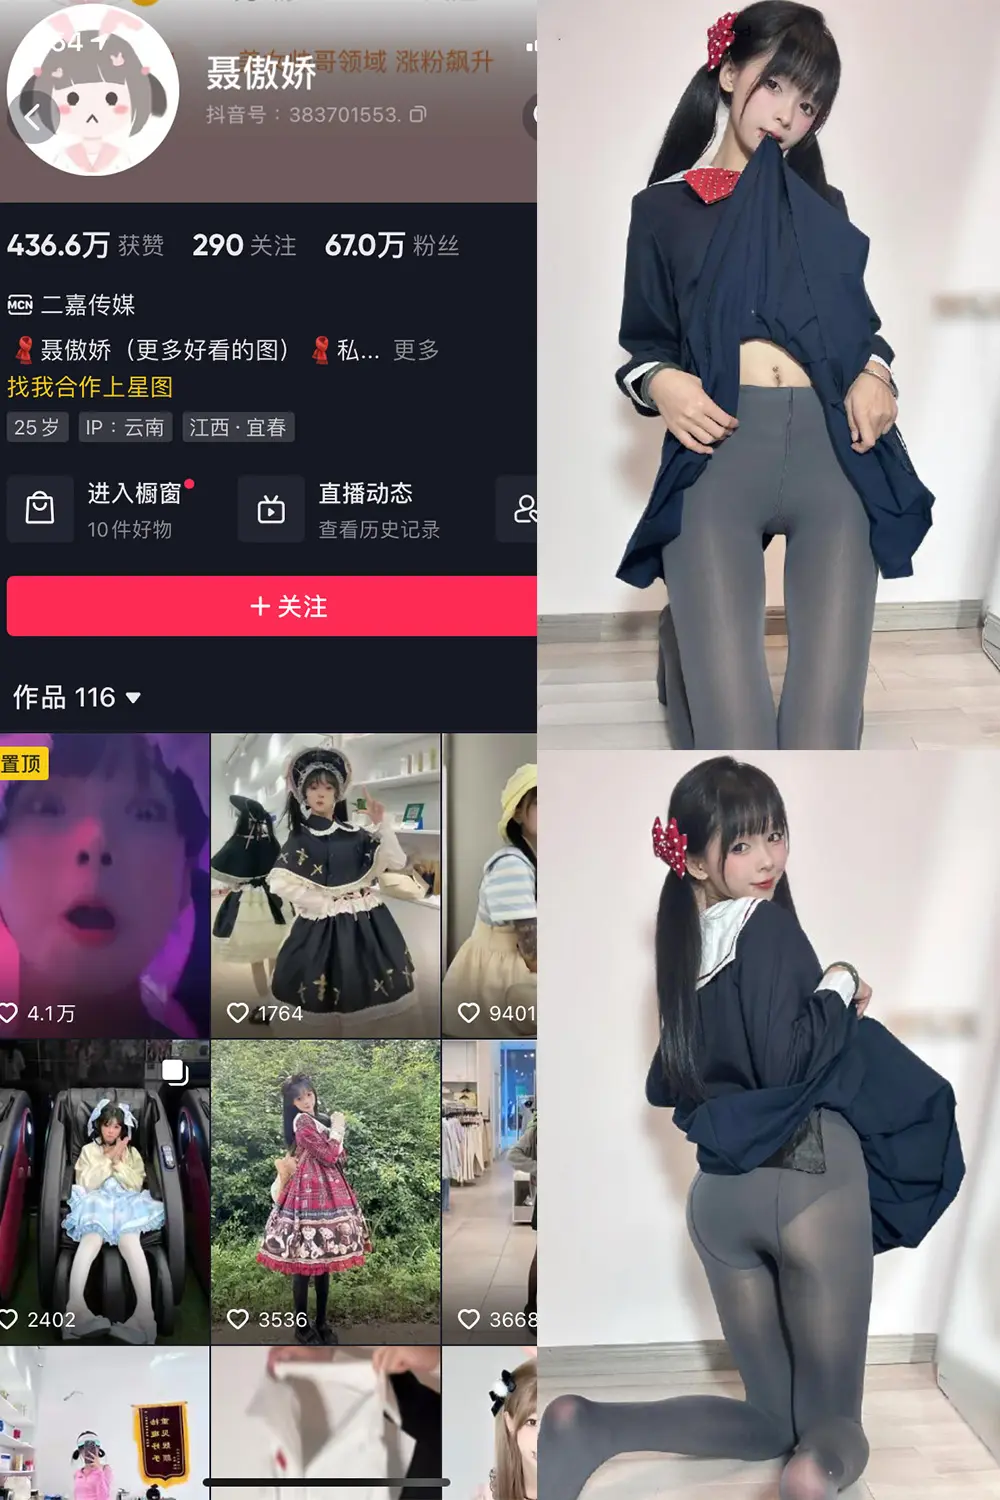 领域 涨粉飙升
聂傲娇
抖音号：383701553.
436.6万 获赞 290 关注 67.0万 粉丝
MCN 二嘉传媒
聂傲娇（更多好看的图） 私... 更多
找我合作上星图
25岁 IP：云南 江西·宜春
进入橱窗 直播动态
10件好物 查看历史记录
+ 关注
作品 116
置顶
4.1万 1764 9401
2402 3536 3668